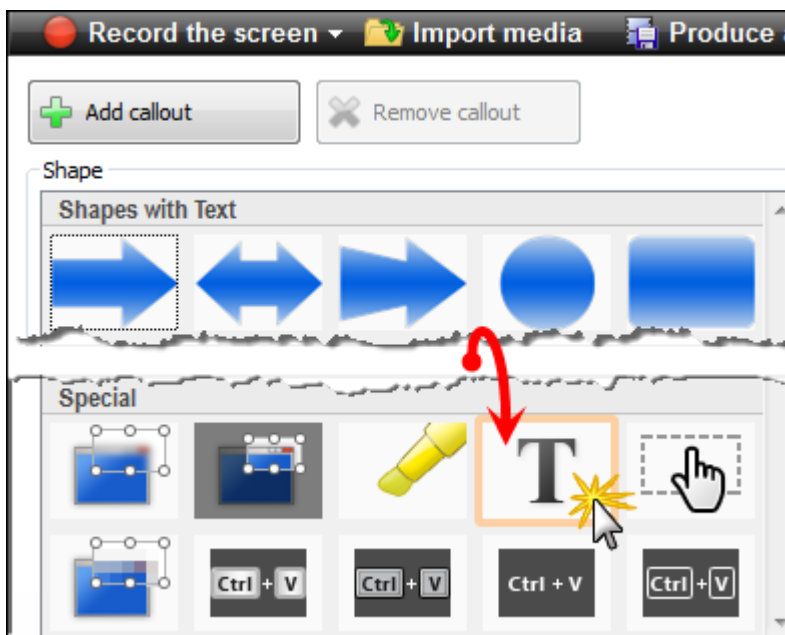 Record the screen Import media Produce
Add callout Remove callout
Shape
Shapes with Text
Special
T
Ctrl + V Ctrl + V Ctrl + V Ctrl + V